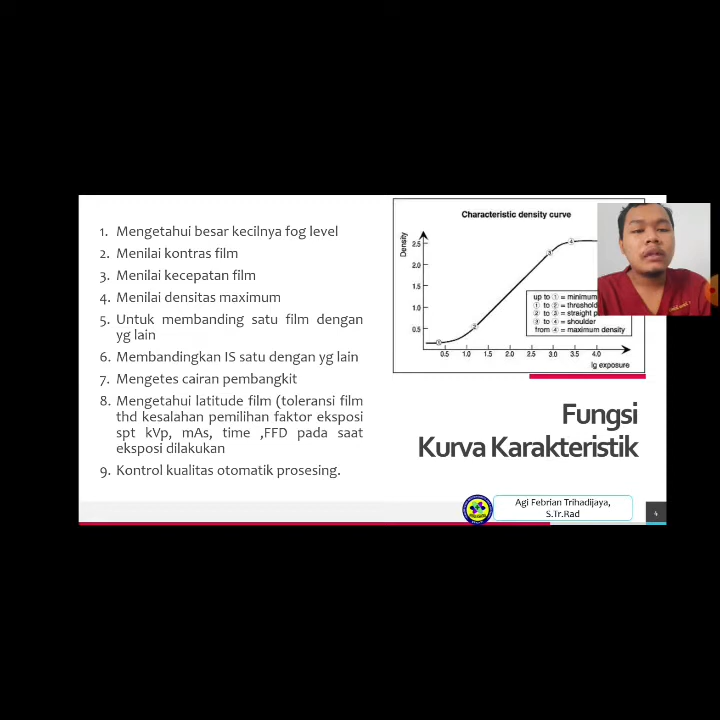 1. Mengetahui besar kecilnya fog level
2. Menilai kontras film
3. Menilai kecepatan film
4. Menilai densitas maximum
5. Untuk membanding satu film dengan
yg lain
6. Membandingkan IS satu dengan yg lain
7. Mengetes cairan pembangkit
8. Mengetahui latitude film (toleransi film
thd kesalahan pemilihan faktor eksposi
spt kVp, mAs, time ,FFD pada saat
eksposi dilakukan
9. Kontrol kualitas otomatik prosesing.
Characteristic density curve
Density
2.5
2.0
1.5
1.0
0.5
0.5 1.0 1.5 2.0 2.5 3.0 3.5 4.0
lg exposure
① ② ③ ④
up to ① = minimum
① to ② = threshold
② to ③ = straight
③ to ④ = shoulder
from ④ = maximum density
Fungsi
Kurva Karakteristik
Agi Febrian Trihadijaya,
S.Tr.Rad
4